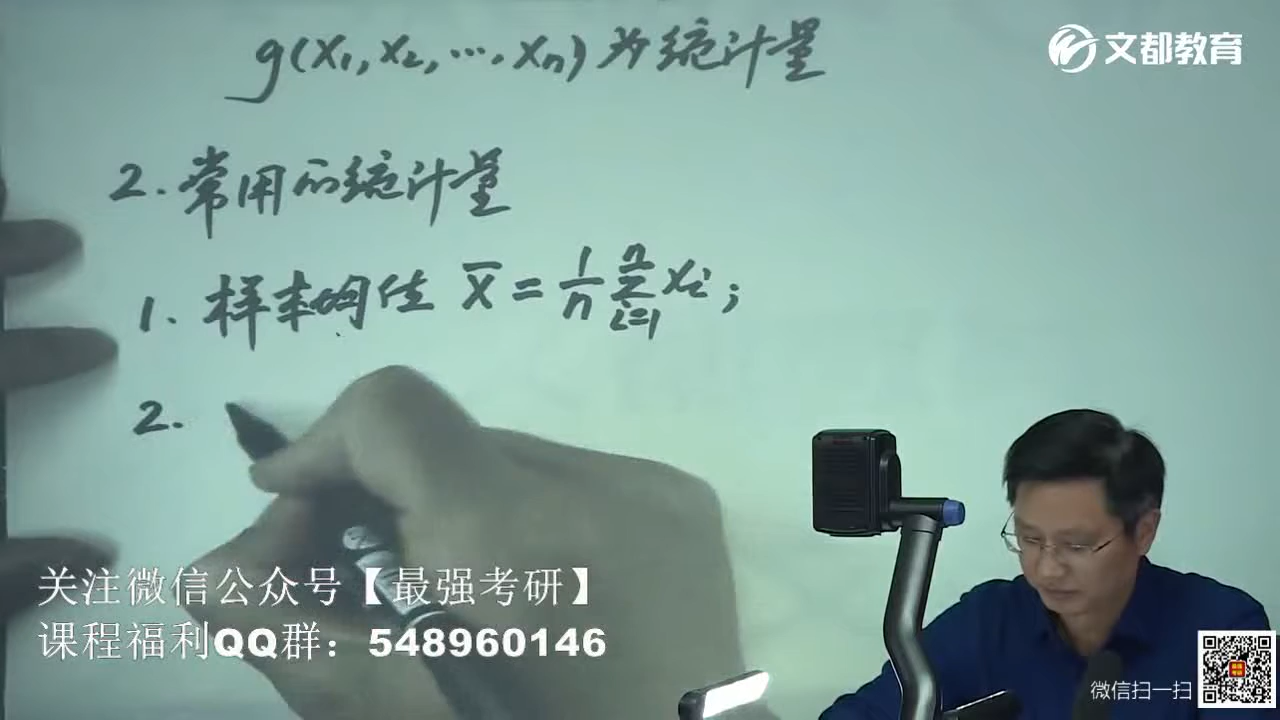 g(X₁,X₂,…,Xₙ)为统计量
文都教育
2.常用的统计量
1.样本均值 X̄ = 1/n ∑ᵢ₌₁ⁿ Xᵢ;
2.
关注微信公众号【最强考研】
课程福利QQ群：548960146
微信扫一扫